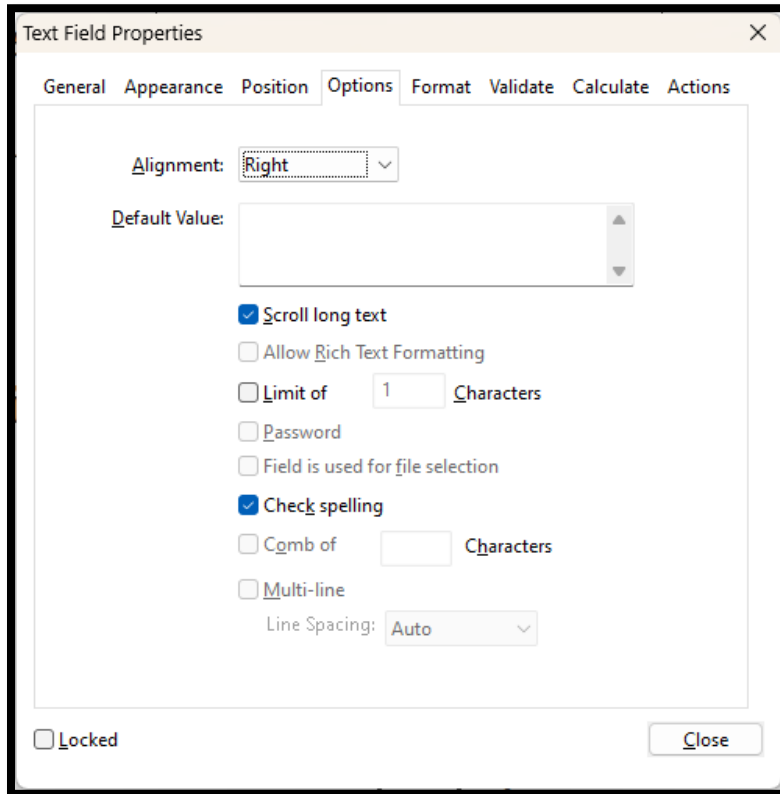 Text Field Properties
General Appearance Position Options Format Validate Calculate Actions
Alignment: Right
Default Value:
Scroll long text
Allow Rich Text Formatting
Limit of 1 Characters
Password
Field is used for file selection
Check spelling
Comb of Characters
Multi-line
Line Spacing: Auto
Locked Close